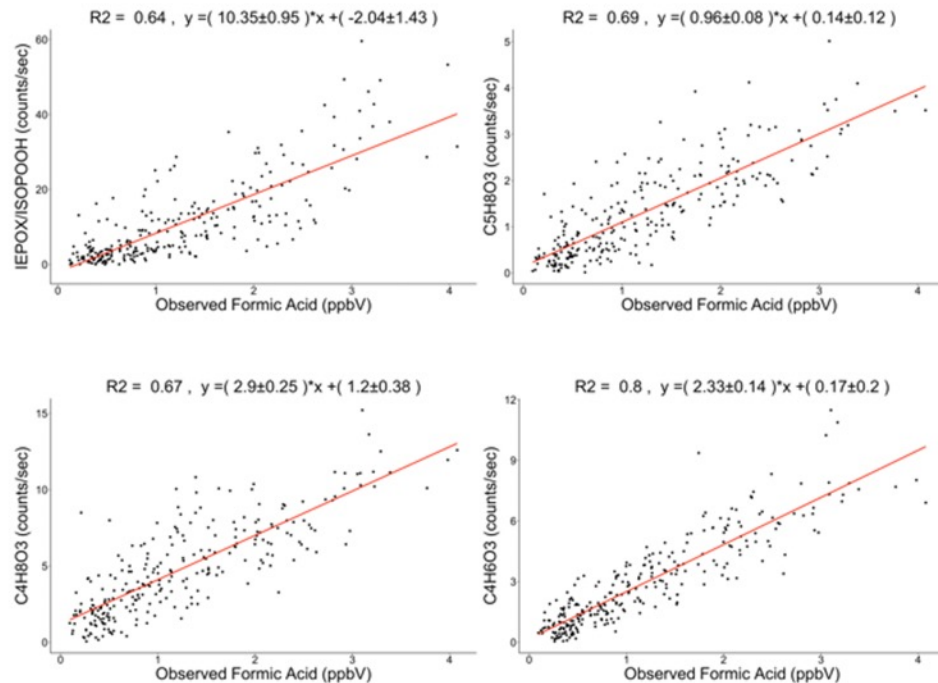 R2 = 0.64 , y =( 10.35±0.95 )*x +( -2.04±1.43 )
60
40
20
0
IEPOX/ISOPOOH (counts/sec)
0 1 2 3 4
Observed Formic Acid (ppbV)
R2 = 0.69 , y =( 0.96±0.08 )*x +( 0.14±0.12 )
5
4
3
2
1
0
C5H8O3 (counts/sec)
0 1 2 3 4
Observed Formic Acid (ppbV)
R2 = 0.67 , y =( 2.9±0.25 )*x +( 1.2±0.38 )
15
10
5
0
C4H8O3 (counts/sec)
0 1 2 3 4
Observed Formic Acid (ppbV)
R2 = 0.8 , y =( 2.33±0.14 )*x +( 0.17±0.2 )
12
9
6
3
0
C4H6O3 (counts/sec)
0 1 2 3 4
Observed Formic Acid (ppbV)